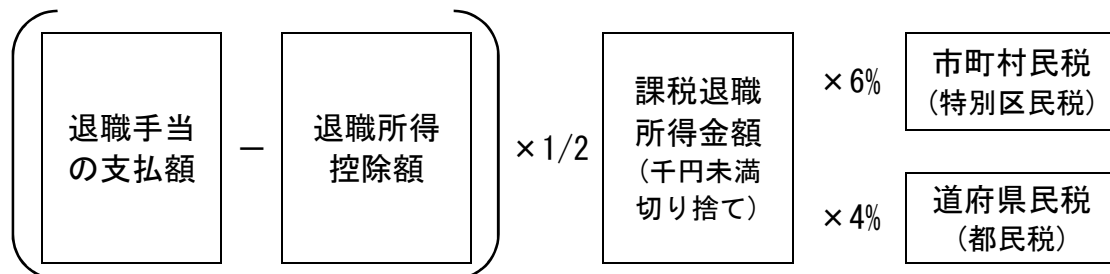 退職手当
の支払額
－
退職所得
控除額
×1/2
課税退職
所得金額
(千円未満
切り捨て)
×6%
市町村民税
(特別区民税)
×4%
道府県民税
(都民税)